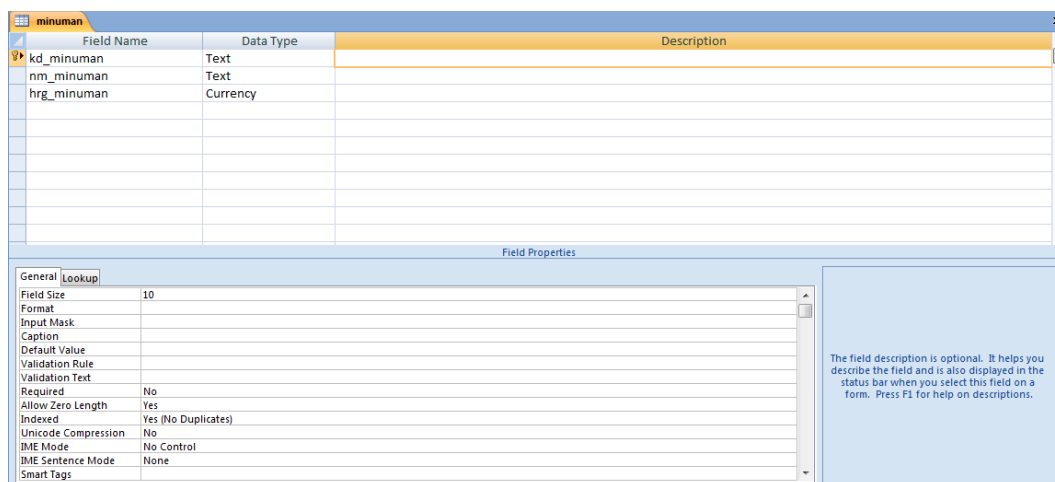 minuman
Field Name Data Type Description
kd_minuman Text
nm_minuman Text
hrg_minuman Currency
Field Properties
General Lookup
Field Size 10
Format
Input Mask
Caption
Default Value
Validation Rule
Validation Text
Required No
Allow Zero Length Yes
Indexed Yes (No Duplicates)
Unicode Compression No
IME Mode No Control
IME Sentence Mode None
Smart Tags
The field description is optional. It helps you
describe the field and is also displayed in the
status bar when you select this field on a
form. Press F1 for help on descriptions.